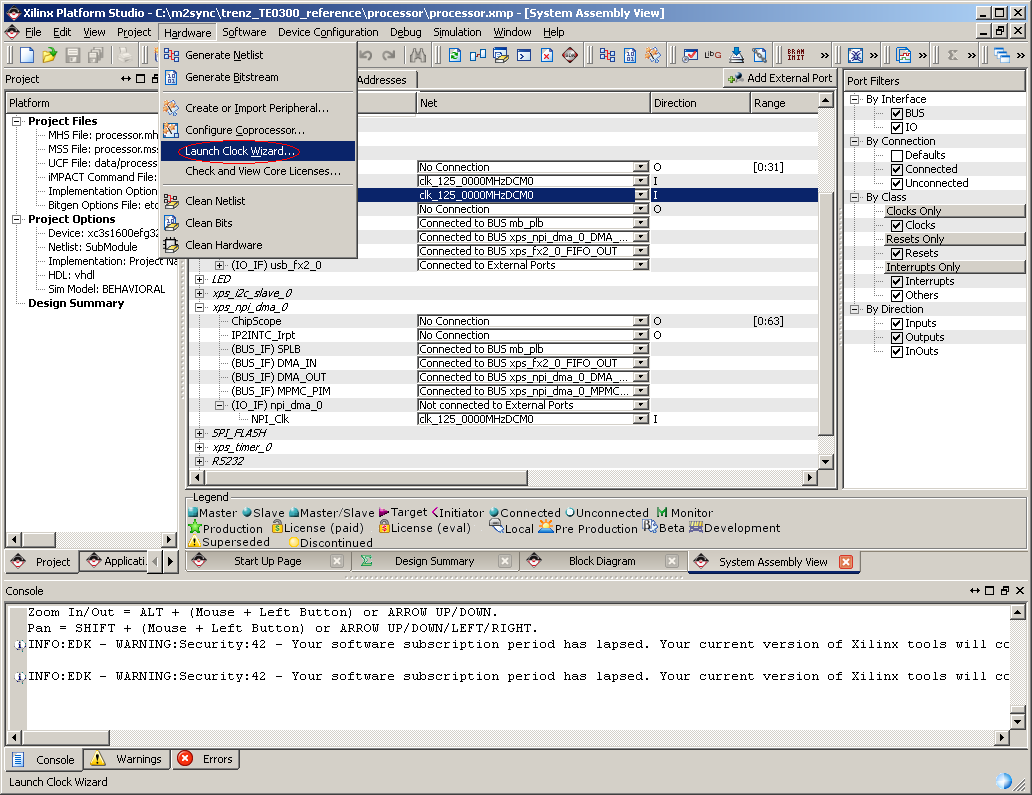 Xilinx Platform Studio - C:\m2sync\trenz_TE0300_reference\processor\processor.xmp - [System Assembly View]
File Edit View Project Hardware Software Device Configuration Debug Simulation Window Help
Project
Platform
Project Files
MHS File: processor.mh
MSS File: processor.ms
UCF File: data/process
iMPACT Command File:
Implementation Option
Bitgen Options File: etc
Project Options
Device: xc3s1600efg32
Netlist: SubModule
Implementation: Project Na
HDL: vhdl
Sim Model: BEHAVIORAL
Design Summary
Generate Netlist
Generate Bitstream
Create or Import Peripheral...
Configure Coprocessor...
Launch Clock Wizard...
Check and View Core Licenses...
Clean Netlist
Clean Bits
Clean Hardware
Addresses
Add External Port
Net Direction Range
No Connection O [0:31]
clk_125_0000MHzDCM0 I
clk_125_0000MHzDCM0 I
No Connection O
Connected to BUS mb_plb
Connected to BUS xps_npi_dma_0_DMA_...
Connected to BUS xps_fx2_0_FIFO_OUT
(IO_IF) usb_fx2_0 Connected to External Ports
LED
xps_i2c_slave_0
xps_npi_dma_0
ChipScope No Connection O [0:63]
IP2INTC_Irpt No Connection O
(BUS_IF) SPLB Connected to BUS mb_plb
(BUS_IF) DMA_IN Connected to BUS xps_fx2_0_FIFO_OUT
(BUS_IF) DMA_OUT Connected to BUS xps_npi_dma_0_DMA_...
(BUS_IF) MPMC_PIM Connected to BUS xps_npi_dma_0_MPMC...
(IO_IF) npi_dma_0 Not connected to External Ports
NPI_Clk clk_125_0000MHzDCM0 I
SPI_FLASH
xps_timer_0
RS232
Port Filters
By Interface
BUS
IO
By Connection
Defaults
Connected
Unconnected
By Class
Clocks Only
Clocks
Resets Only
Resets
Interrupts Only
Interrupts
Others
By Direction
Inputs
Outputs
InOuts
Legend
Master Slave Master/Slave Target Initiator Connected Unconnected M Monitor
Production License (paid) License (eval) Local Pre Production Beta Development
Superseded Discontinued
Project Applicati Start Up Page Design Summary Block Diagram System Assembly View
Console
Zoom In/Out = ALT + (Mouse + Left Button) or ARROW UP/DOWN.
Pan = SHIFT + (Mouse + Left Button) or ARROW UP/DOWN/LEFT/RIGHT.
INFO:EDK - WARNING:Security:42 - Your software subscription period has lapsed. Your current version of Xilinx tools will co
INFO:EDK - WARNING:Security:42 - Your software subscription period has lapsed. Your current version of Xilinx tools will co
Console Warnings Errors
Launch Clock Wizard